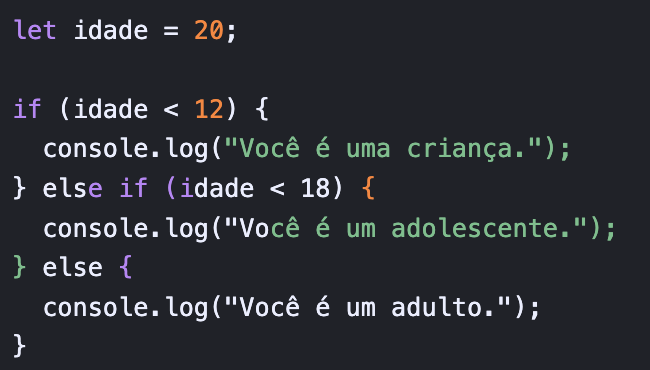 let idade = 20;
if (idade < 12) {
  console.log("Você é uma criança.");
} else if (idade < 18) {
  console.log("Você é um adolescente.");
} else {
  console.log("Você é um adulto.");
}